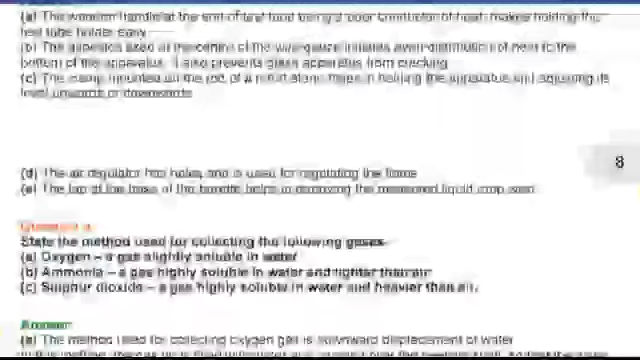 (a) The wooden handle at the end of test tube being a poor conductor of heat, makes holding the
test tube holder easy.
(b) The asbestos used at the centre of the wire gauze initiates even distribution of heat to the
bottom of the apparatus. It also prevents glass apparatus from cracking.
(c) The clamp mounted on the rod of a retort stand helps in holding the apparatus and adjusting its
level upwards or downwards.
8
(d) The air regulator has holes, and is used for regulating the flame.
(e) The tap at the base of the burette helps in dropping the measured liquid drop wise.
Question
State the method used for collecting the following gases
(a) Oxygen – a gas slightly soluble in water
(b) Ammonia – a gas highly soluble in water and lighter than air.
(c) Sulphur dioxide – a gas highly soluble in water and heavier than air.
Answer
(a) The method used for collecting oxygen gas is downward displacement of water.